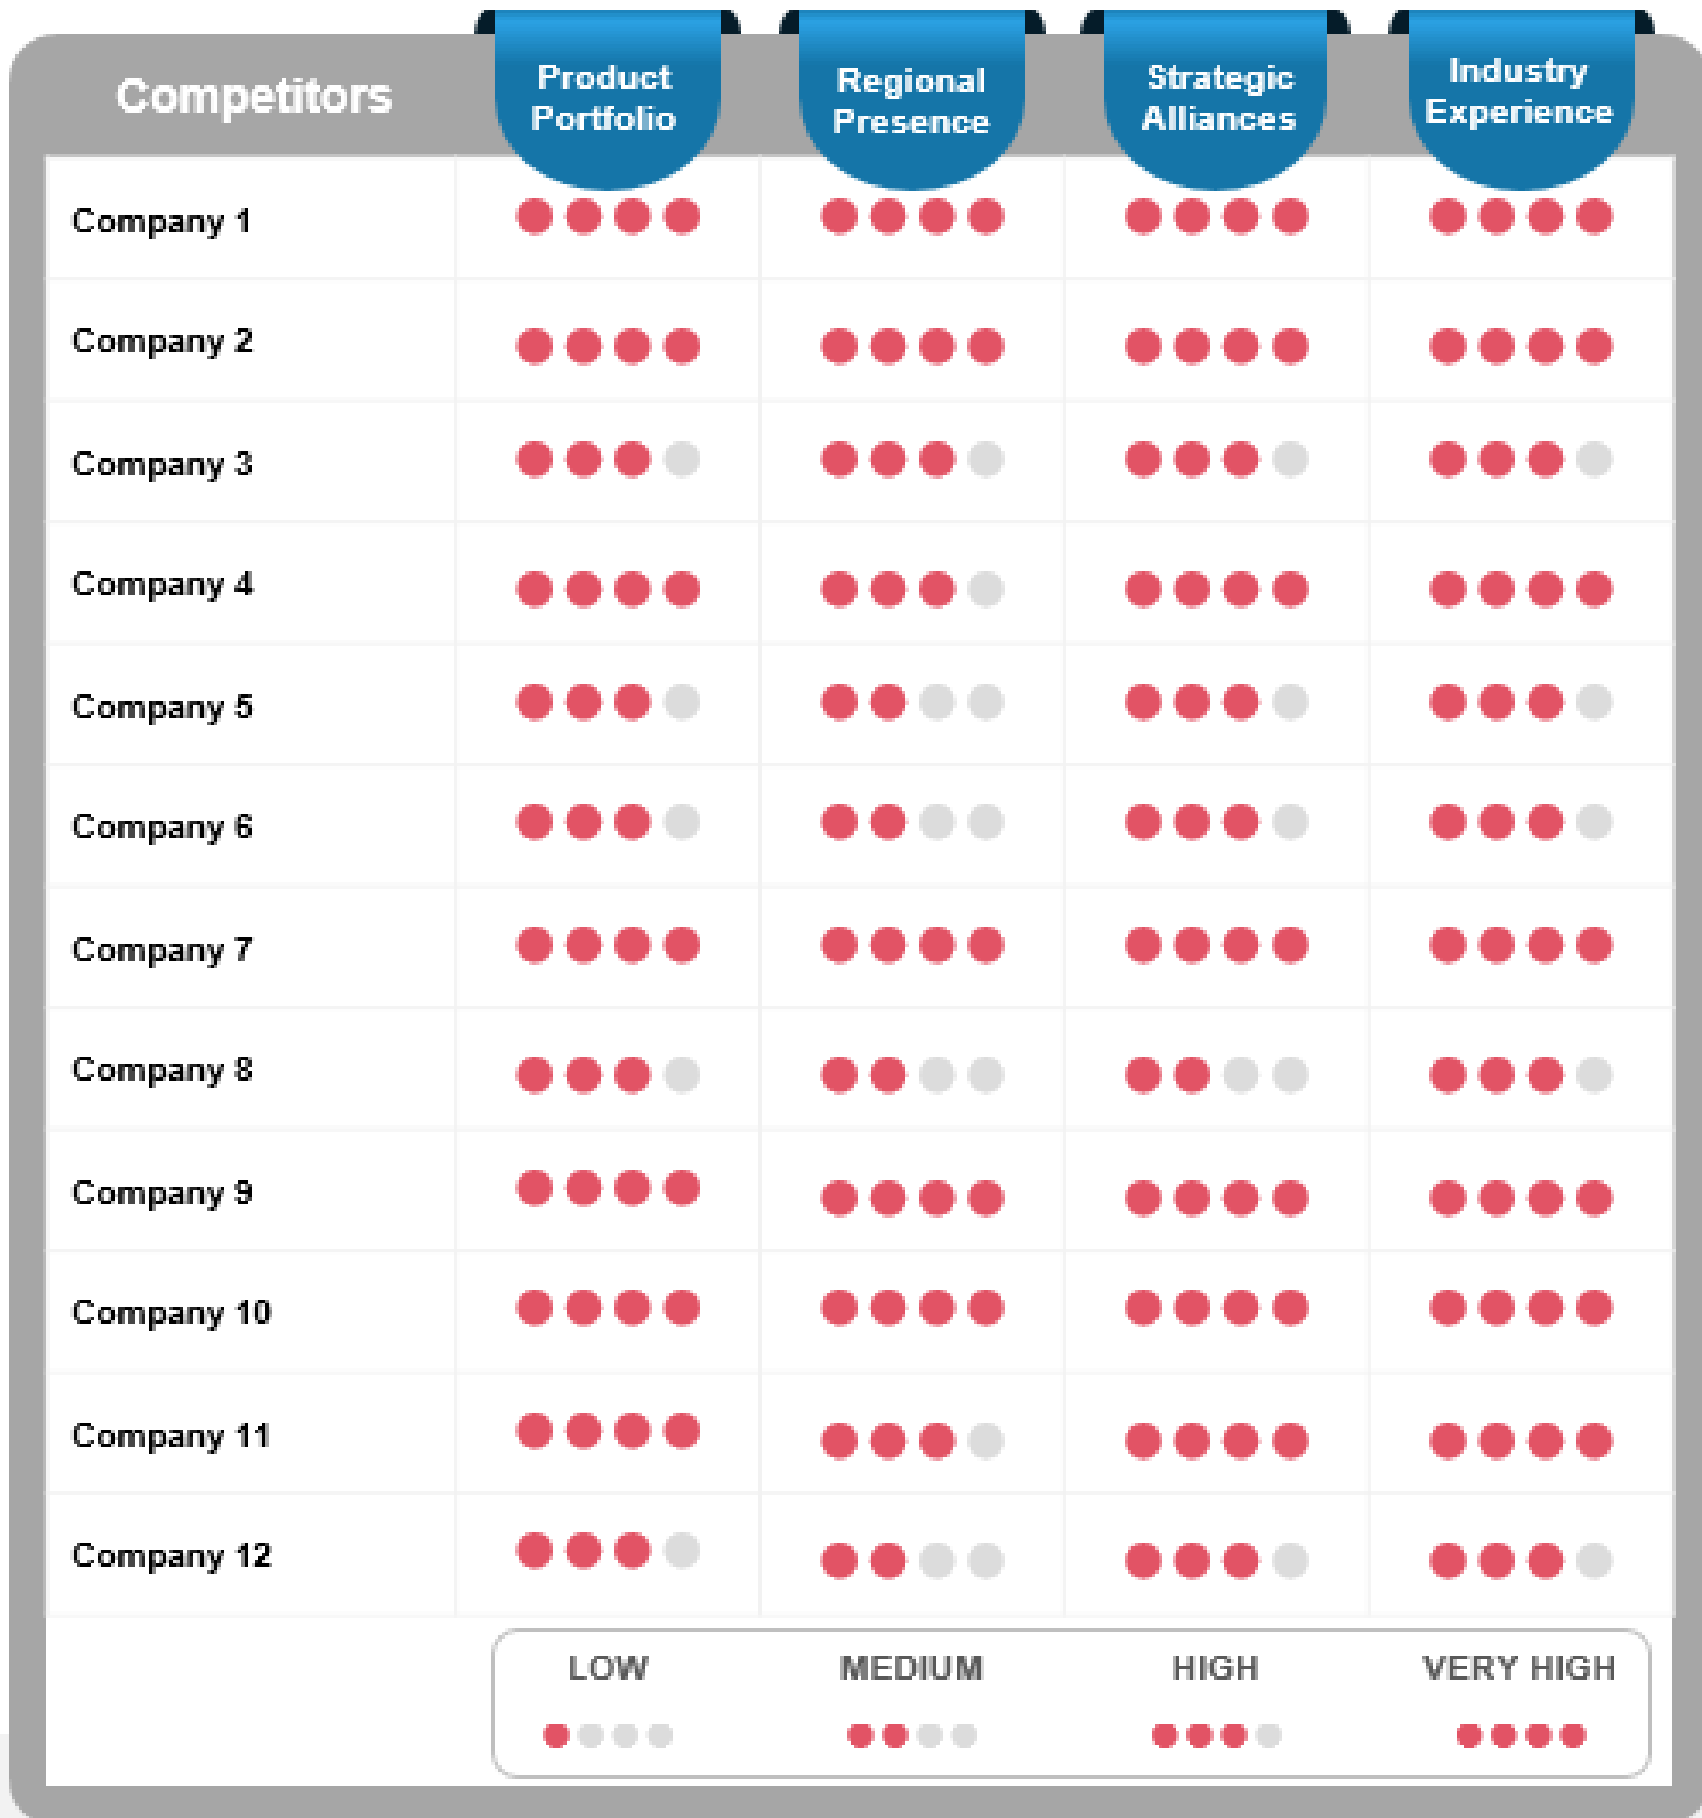 Competitors
Product
Portfolio
Regional
Presence
Strategic
Alliances
Industry
Experience
Company 1
Company 2
Company 3
Company 4
Company 5
Company 6
Company 7
Company 8
Company 9
Company 10
Company 11
Company 12
LOW
MEDIUM
HIGH
VERY HIGH